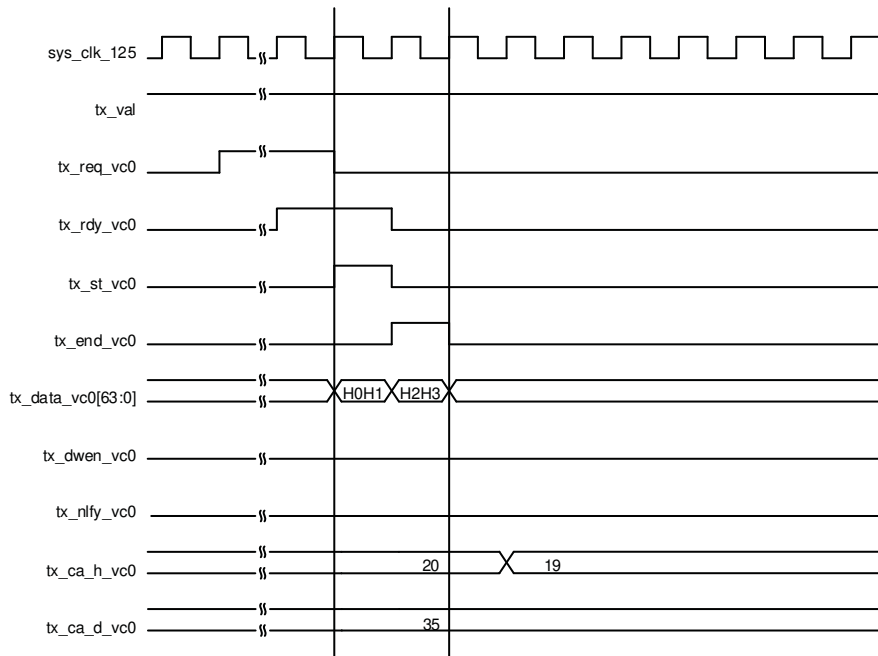 sys_clk_125
tx_val
tx_req_vc0
tx_rdy_vc0
tx_st_vc0
tx_end_vc0
tx_data_vc0[63:0] H0H1 H2H3
tx_dwen_vc0
tx_nlfy_vc0
tx_ca_h_vc0 20 19
tx_ca_d_vc0 35